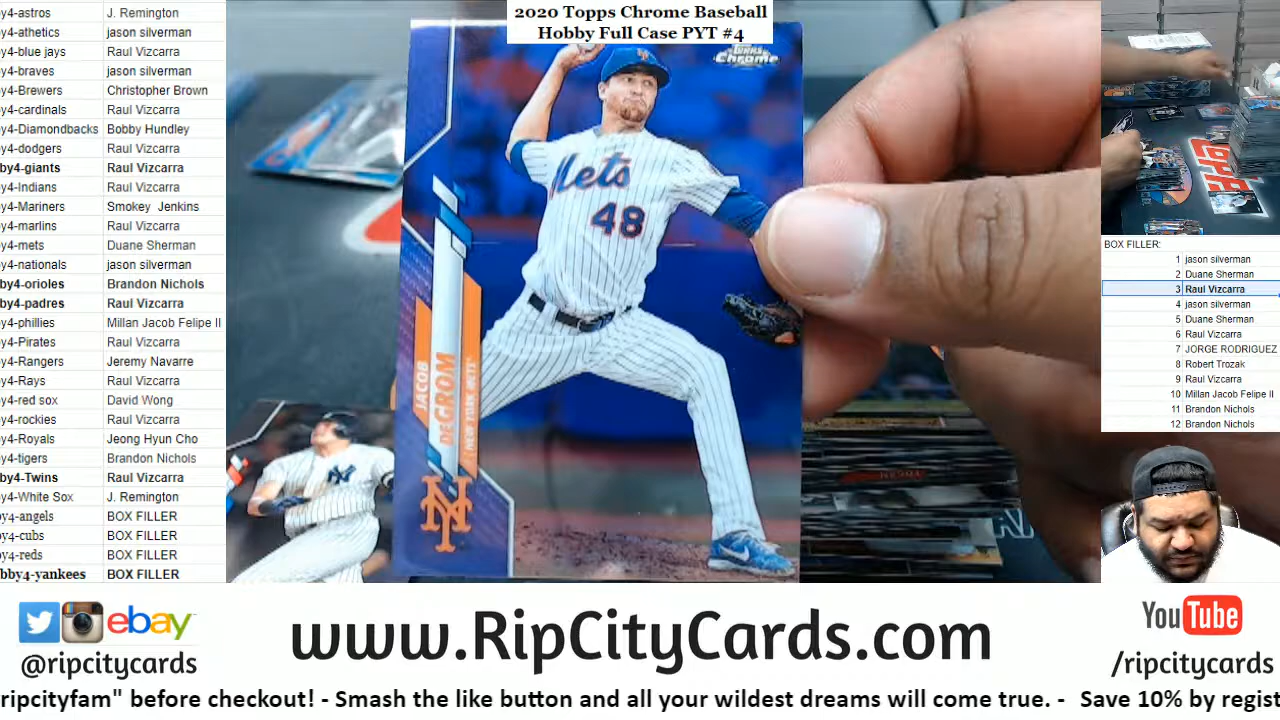 2020 Topps Chrome Baseball
Hobby Full Case PYT #4
y4-astros J. Remington
y4-athetics jason silverman
y4-blue jays Raul Vizcarra
y4-braves jason silverman
y4-Brewers Christopher Brown
y4-cardinals Raul Vizcarra
y4-Diamondbacks Bobby Hundley
y4-dodgers Raul Vizcarra
by4-giants Raul Vizcarra
y4-Indians Raul Vizcarra
y4-Mariners Smokey Jenkins
y4-marlins Raul Vizcarra
y4-mets Duane Sherman
y4-nationals jason silverman
by4-orioles Brandon Nichols
by4-padres Raul Vizcarra
y4-phillies Millan Jacob Felipe II
y4-Pirates Raul Vizcarra
y4-Rangers Jeremy Navarre
y4-Rays Raul Vizcarra
y4-red sox David Wong
y4-rockies Raul Vizcarra
y4-Royals Jeong Hyun Cho
y4-tigers Brandon Nichols
by4-Twins Raul Vizcarra
y4-White Sox J. Remington
y4-angels BOX FILLER
y4-cubs BOX FILLER
y4-reds BOX FILLER
bby4-yankees BOX FILLER
Topps
Chrome
Mets
48
JACOB
DEGROM
NEW YORK METS
NY
NY
TOPP
BOX FILLER:
1 jason silverman
2 Duane Sherman
3 Raul Vizcarra
4 jason silverman
5 Duane Sherman
6 Raul Vizcarra
7 JORGE RODRIGUEZ
8 Robert Trozak
9 Raul Vizcarra
10 Millan Jacob Felipe II
11 Brandon Nichols
12 Brandon Nichols
ebay
@ripcitycards
www.RipCityCards.com
YouTube
/ripcitycards
ripcityfam" before checkout! - Smash the like button and all your wildest dreams will come true. - Save 10% by regist